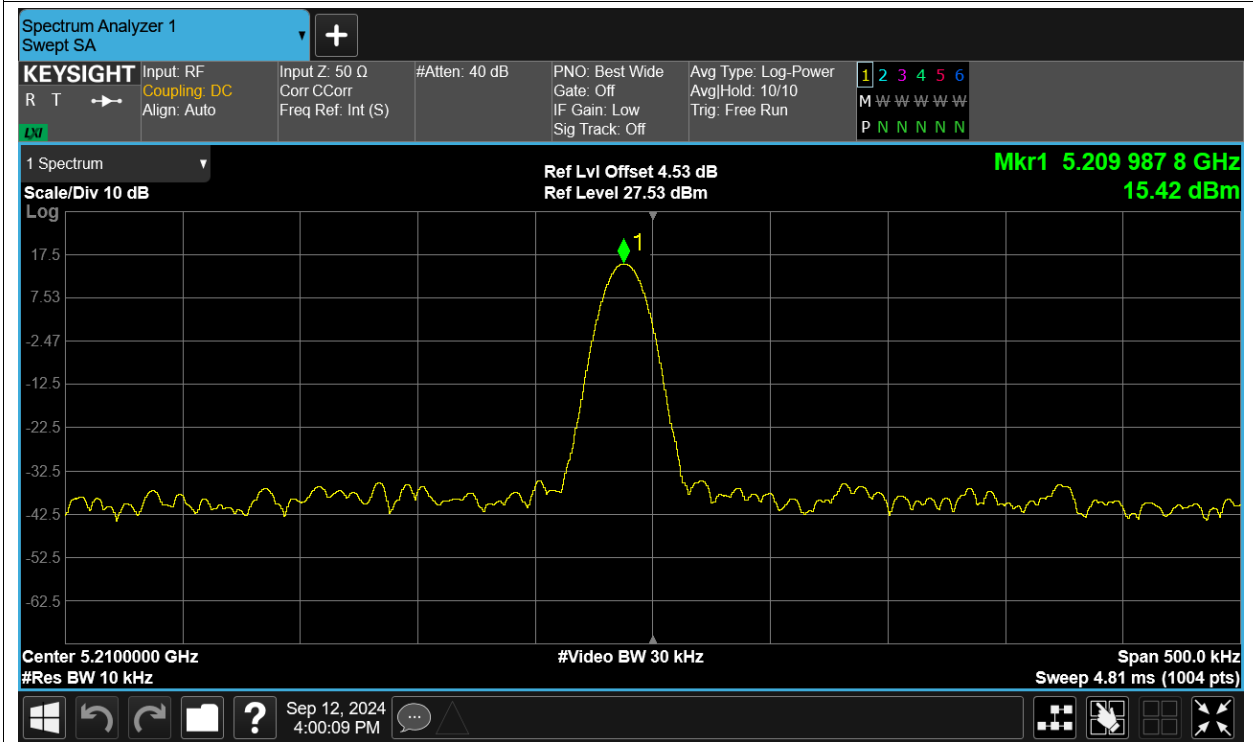 Spectrum Analyzer 1
Swept SA
+
KEYSIGHT
R T
LXI
Input: RF
Coupling: DC
Align: Auto
Input Z: 50 Ω
Corr CCorr
Freq Ref: Int (S)
#Atten: 40 dB
PNO: Best Wide
Gate: Off
IF Gain: Low
Sig Track: Off
Avg Type: Log-Power
Avg|Hold: 10/10
Trig: Free Run
1 2 3 4 5 6
M W W W W W
P N N N N N
1 Spectrum
Scale/Div 10 dB
Log
Ref Lvl Offset 4.53 dB
Ref Level 27.53 dBm
Mkr1 5.209 987 8 GHz
15.42 dBm
1
17.5
7.53
-2.47
-12.5
-22.5
-32.5
-42.5
-52.5
-62.5
Center 5.2100000 GHz
#Res BW 10 kHz
#Video BW 30 kHz
Span 500.0 kHz
Sweep 4.81 ms (1004 pts)
?
Sep 12, 2024
4:00:09 PM